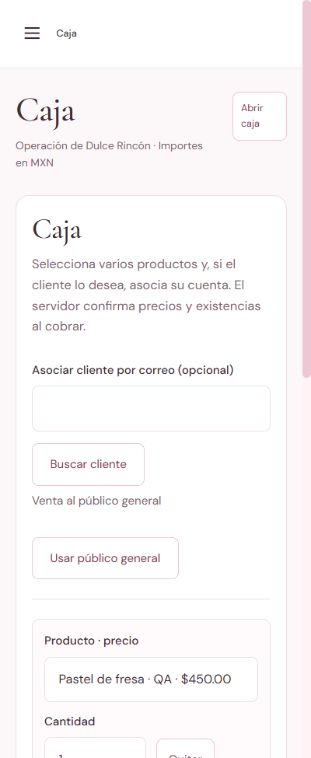 Caja
Caja
Abrir
caja
Operación de Dulce Rincón · Importes
en MXN
Caja
Selecciona varios productos y, si el
cliente lo desea, asocia su cuenta. El
servidor confirma precios y existencias
al cobrar.
Asociar cliente por correo (opcional)
Buscar cliente
Venta al público general
Usar público general
Producto · precio
Pastel de fresa · QA · $450.00
Cantidad
1
Quitar